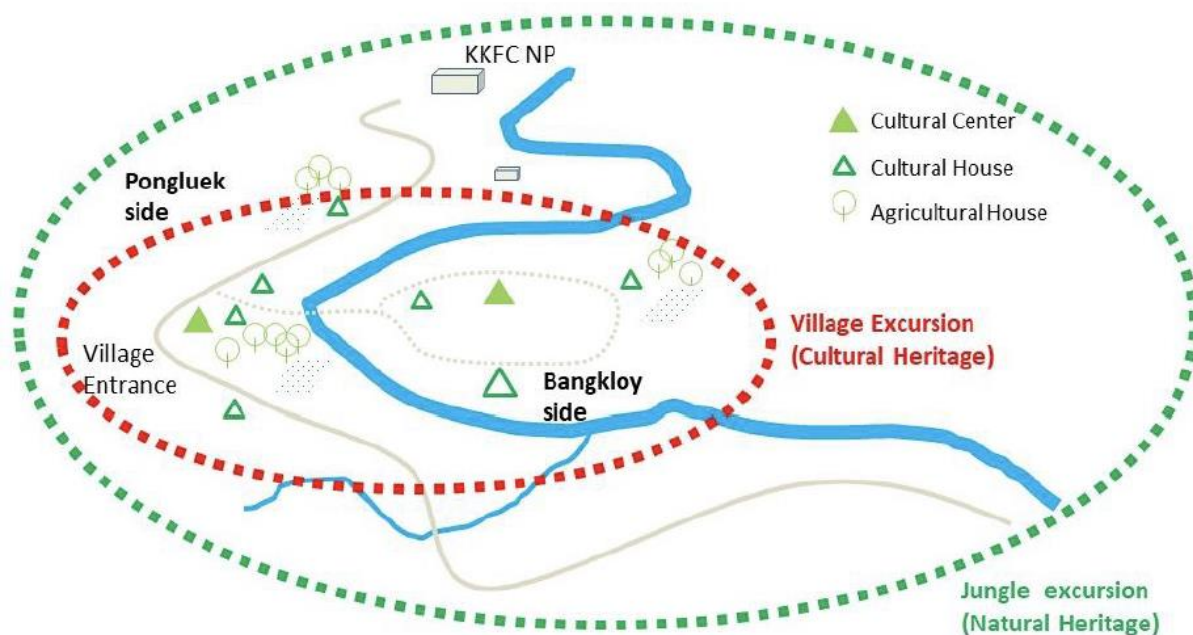 KKFC NP
Cultural Center
Cultural House
Agricultural House
Pongluek
side
Village Excursion
(Cultural Heritage)
Village
Entrance
Bangkloy
side
Jungle excursion
(Natural Heritage)